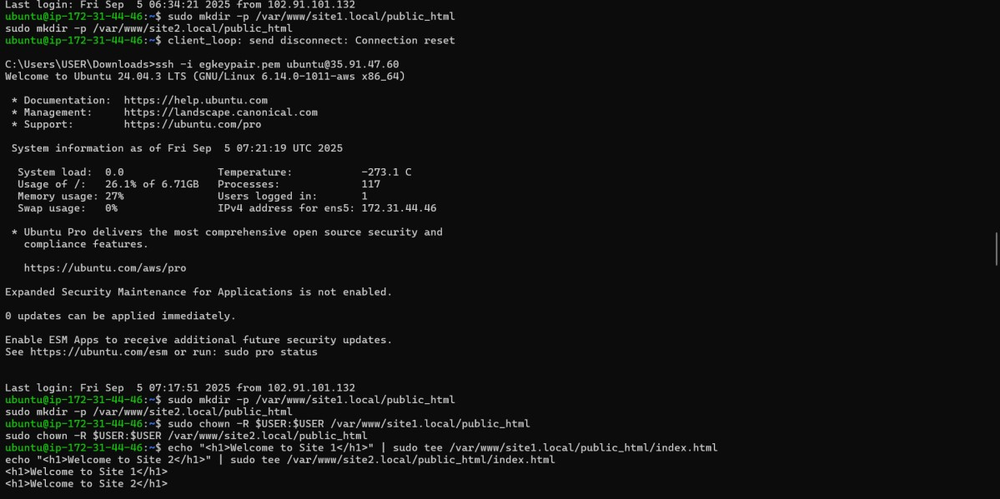 Last login: Fri Sep  5 06:34:21 2025 from 102.91.101.132
ubuntu@ip-172-31-44-46:~$ sudo mkdir -p /var/www/site1.local/public_html
sudo mkdir -p /var/www/site2.local/public_html
ubuntu@ip-172-31-44-46:~$ client_loop: send disconnect: Connection reset

C:\Users\USER\Downloads>ssh -i egkeypair.pem ubuntu@35.91.47.60
Welcome to Ubuntu 24.04.3 LTS (GNU/Linux 6.14.0-1011-aws x86_64)

 * Documentation:  https://help.ubuntu.com
 * Management:     https://landscape.canonical.com
 * Support:        https://ubuntu.com/pro

 System information as of Fri Sep  5 07:21:19 UTC 2025

  System load:  0.0               Temperature:           -273.1 C
  Usage of /:   26.1% of 6.71GB   Processes:             117
  Memory usage: 27%               Users logged in:       1
  Swap usage:   0%                IPv4 address for ens5: 172.31.44.46

 * Ubuntu Pro delivers the most comprehensive open source security and
   compliance features.

   https://ubuntu.com/aws/pro

Expanded Security Maintenance for Applications is not enabled.

0 updates can be applied immediately.

Enable ESM Apps to receive additional future security updates.
See https://ubuntu.com/esm or run: sudo pro status


Last login: Fri Sep  5 07:17:51 2025 from 102.91.101.132
ubuntu@ip-172-31-44-46:~$ sudo mkdir -p /var/www/site1.local/public_html
sudo mkdir -p /var/www/site2.local/public_html
ubuntu@ip-172-31-44-46:~$ sudo chown -R $USER:$USER /var/www/site1.local/public_html
sudo chown -R $USER:$USER /var/www/site2.local/public_html
ubuntu@ip-172-31-44-46:~$ echo "<h1>Welcome to Site 1</h1>" | sudo tee /var/www/site1.local/public_html/index.html
echo "<h1>Welcome to Site 2</h1>" | sudo tee /var/www/site2.local/public_html/index.html
<h1>Welcome to Site 1</h1>
<h1>Welcome to Site 2</h1>